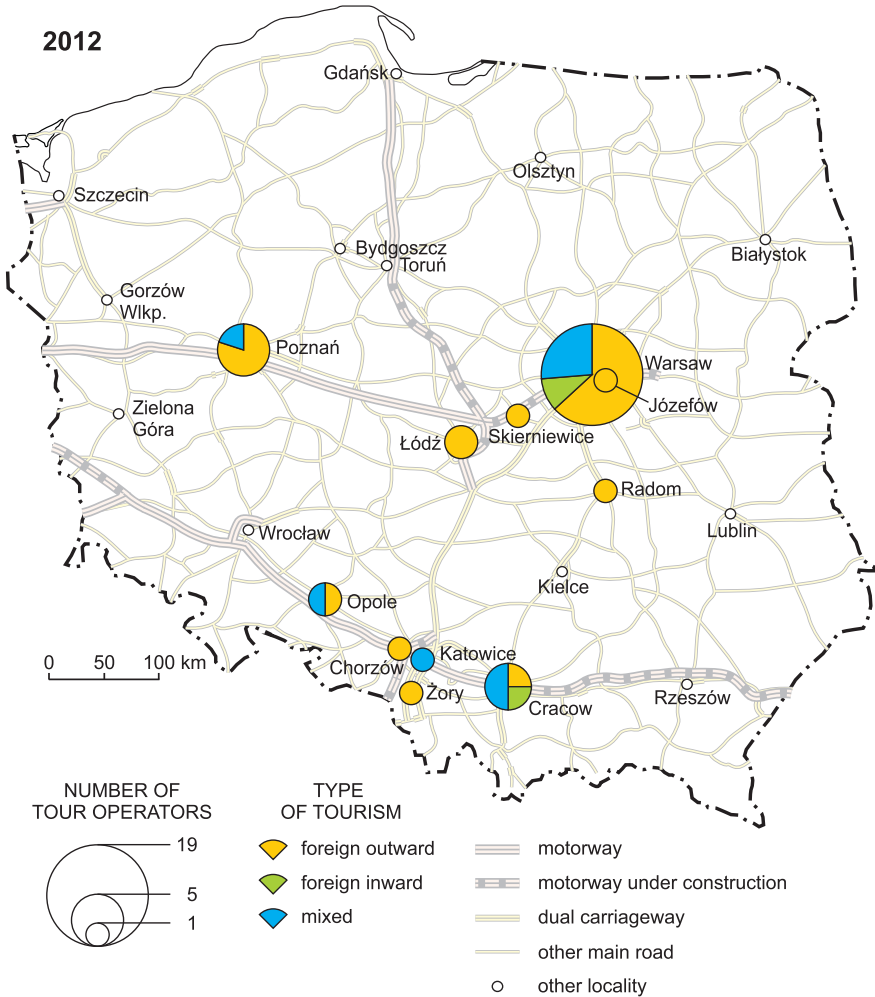 2012
Gdańsk
Olsztyn
Szczecin
Bydgoszcz
Toruń
Białystok
Gorzów
Wlkp.
Poznań
Warsaw
Józefów
Zielona
Góra
Skierniewice
Łódź
Radom
Lublin
Wrocław
Kielce
Opole
Katowice
Chorzów
Żory
Cracow
Rzeszów
0 50 100 km
NUMBER OF
TOUR OPERATORS
19
5
1
TYPE
OF TOURISM
foreign outward
foreign inward
mixed
motorway
motorway under construction
dual carriageway
other main road
other locality